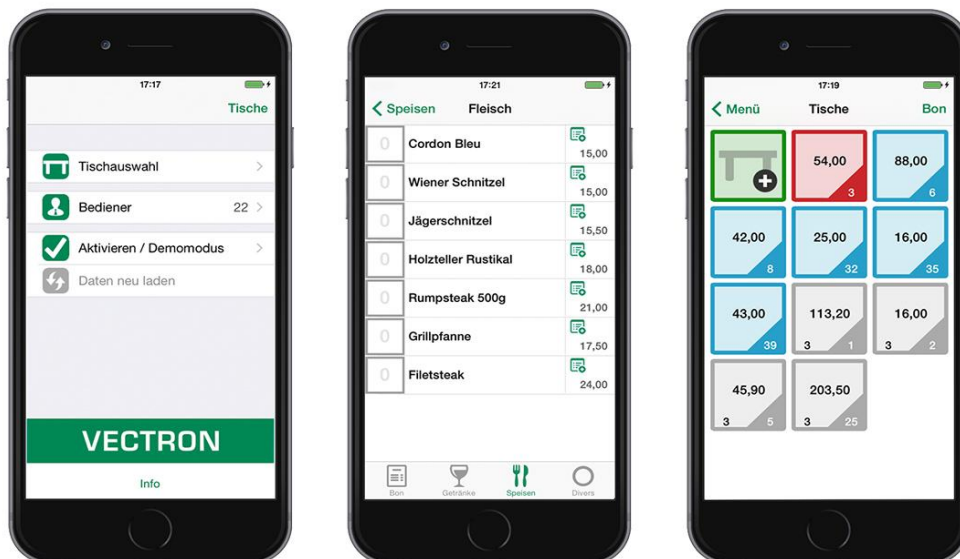 17:17
Tische
Tischauswahl
Bediener 22
Aktivieren / Demomodus
Daten neu laden
VECTRON
Info
17:21
Speisen Fleisch
0 Cordon Bleu 15,00
0 Wiener Schnitzel 15,00
0 Jägerschnitzel 15,50
0 Holzteller Rustikal 18,00
0 Rumpsteak 500g 21,00
0 Grillpfanne 17,50
0 Filetsteak 24,00
Bon Getränke Speisen Divers
17:19
Menü Tische Bon
54,00 88,00
3 6
42,00 25,00 16,00
8 32 35
43,00 113,20 16,00
39 3 1 3 2
45,90 203,50
3 5 3 25